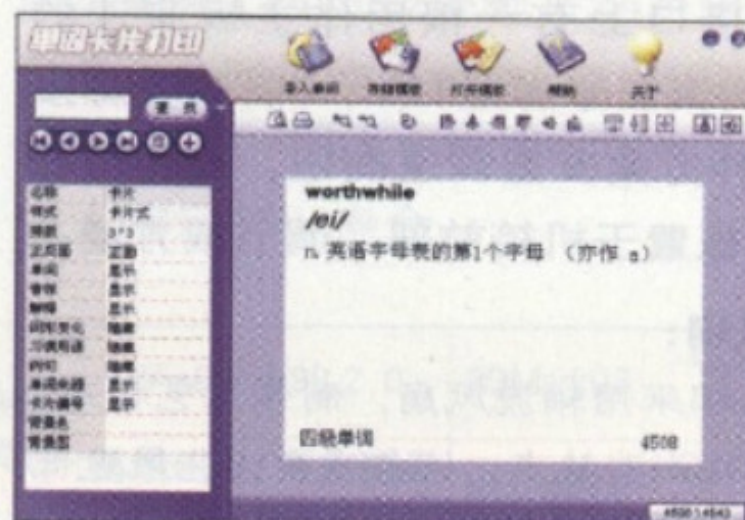 单词卡片打印
导入单词 存储模板 打开模板 帮助 关于
查 找
名称 卡片
样式 卡片式
排数 3*3
正反面 正面
单词 显示
音标 显示
解释 显示
词形变化 隐藏
习惯用语 隐藏
例句 隐藏
单词来源 显示
卡片编号 显示
背景色
背景图
worthwhile
/ei/
n. 英语字母表的第1个字母 （亦作 a）
四级单词 4508